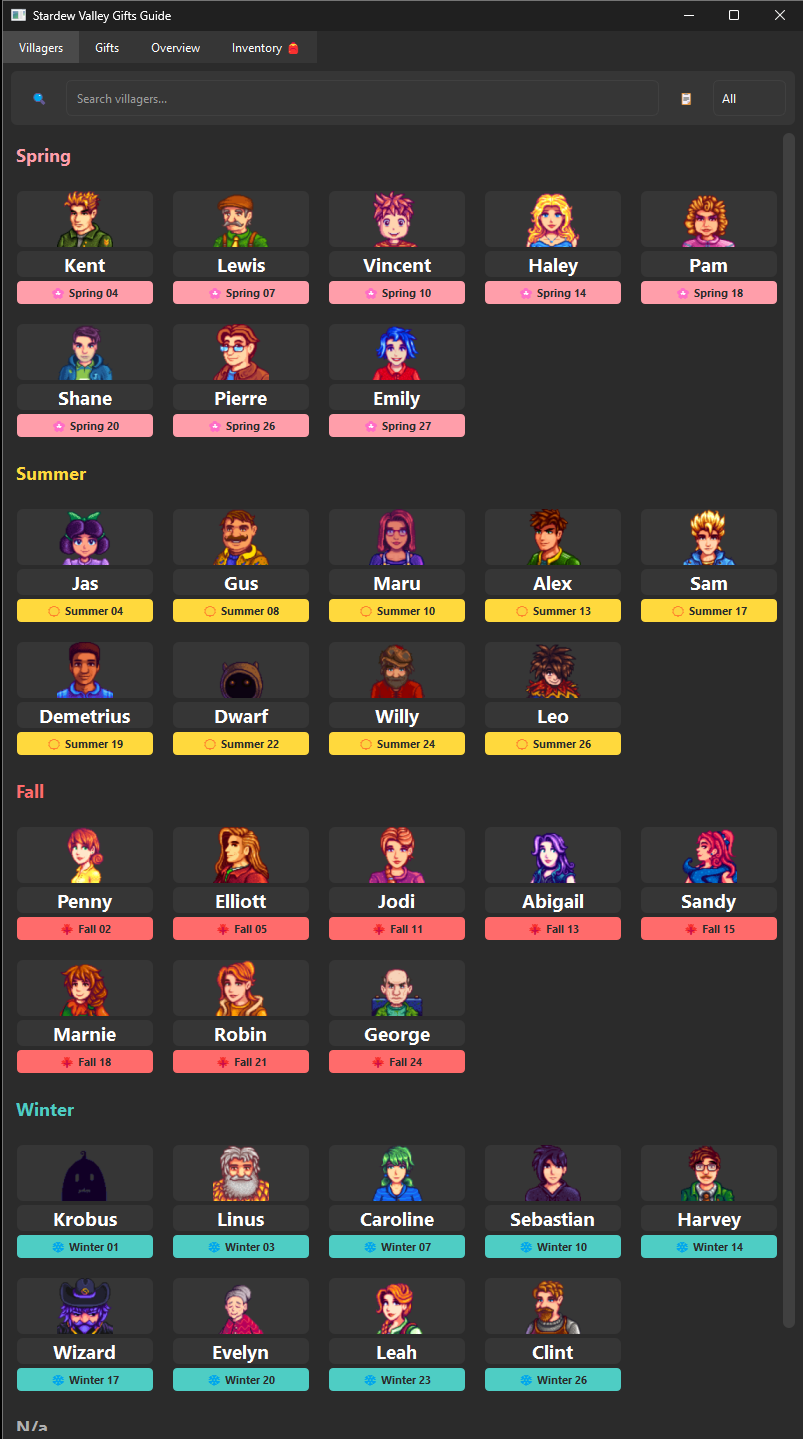 Stardew Valley Gifts Guide
Villagers Gifts Overview Inventory
Search villagers... All
Spring
Kent Lewis Vincent Haley Pam
Spring 04 Spring 07 Spring 10 Spring 14 Spring 18
Shane Pierre Emily
Spring 20 Spring 26 Spring 27
Summer
Jas Gus Maru Alex Sam
Summer 04 Summer 08 Summer 10 Summer 13 Summer 17
Demetrius Dwarf Willy Leo
Summer 19 Summer 22 Summer 24 Summer 26
Fall
Penny Elliott Jodi Abigail Sandy
Fall 02 Fall 05 Fall 11 Fall 13 Fall 15
Marnie Robin George
Fall 18 Fall 21 Fall 24
Winter
Krobus Linus Caroline Sebastian Harvey
Winter 01 Winter 03 Winter 07 Winter 10 Winter 14
Wizard Evelyn Leah Clint
Winter 17 Winter 20 Winter 23 Winter 26
N/a